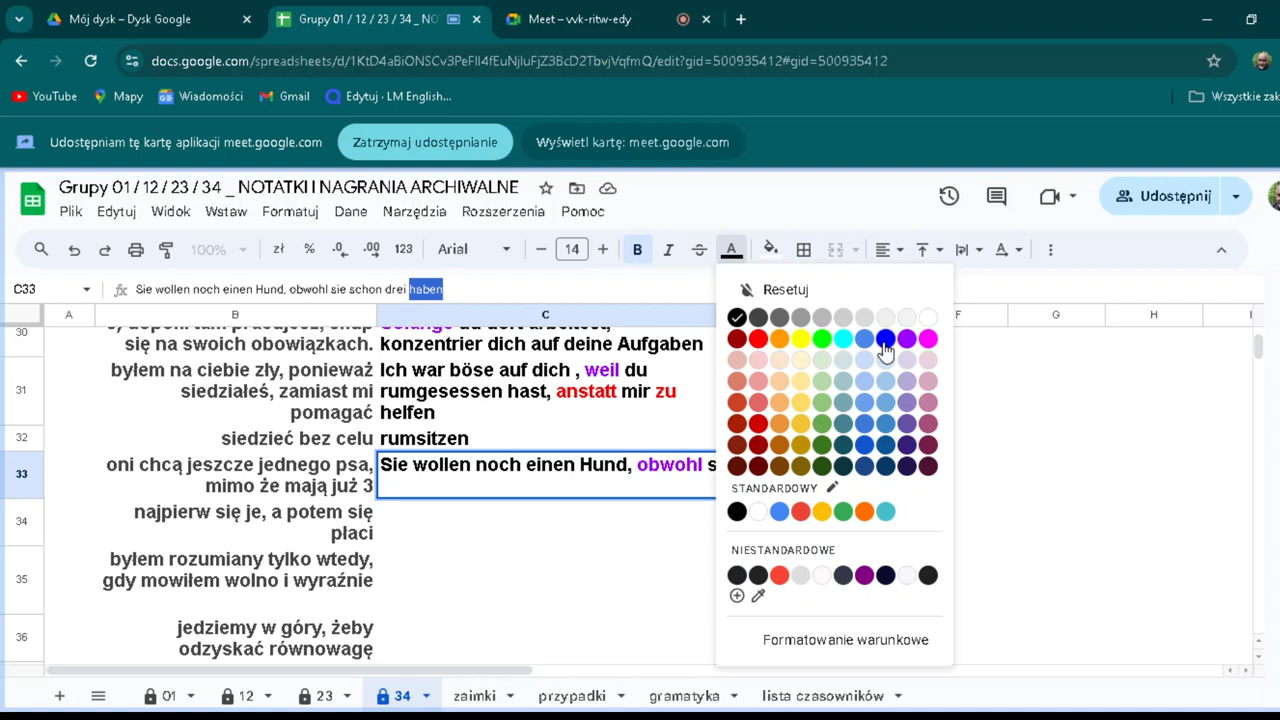 Mój dysk – Dysk Google
Grupy 01 / 12 / 23 / 34 _ NO
Meet – vvk-ritw-edy
docs.google.com/spreadsheets/d/1KtD4aBiONSCv3PeFlI4fEuNjluFjZ3BcD2TbvjVqfmQ/edit?gid=500935412#gid=500935412
YouTube
Mapy
Wiadomości
Gmail
Edytuj · LM English...
Wszystkie zak
Udostępniam tę kartę aplikacji meet.google.com
Zatrzymaj udostępnianie
Wyświetl kartę: meet.google.com
Grupy 01 / 12 / 23 / 34 _ NOTATKI I NAGRANIA ARCHIWALNE
Udostępnij
Plik Edytuj Widok Wstaw Formatuj Dane Narzędzia Rozszerzenia Pomoc
100% zł % .0 .00 123 Arial 14 B I S A
C33 fx Sie wollen noch einen Hund, obwohl sie schon drei haben
Resetuj
A B C F G H I
30
się na swoich obowiązkach.
Solange du dort arbeitest,
konzentrier dich auf deine Aufgaben
31
byłem na ciebie zły, ponieważ
siedziałeś, zamiast mi
pomagać
Ich war böse auf dich , weil du
rumgesessen hast, anstatt mir zu
helfen
32
siedzieć bez celu
rumsitzen
33
oni chcą jeszcze jednego psa,
mimo że mają już 3
Sie wollen noch einen Hund, obwohl s
34
najpierw się je, a potem się
płaci
35
byłem rozumiany tylko wtedy,
gdy mowiłem wolno i wyraźnie
36
jedziemy w góry, żeby
odzyskać równowagę
STANDARDOWY
NIESTANDARDOWE
Formatowanie warunkowe
01 12 23 34 zaimki przypadki gramatyka lista czasowników